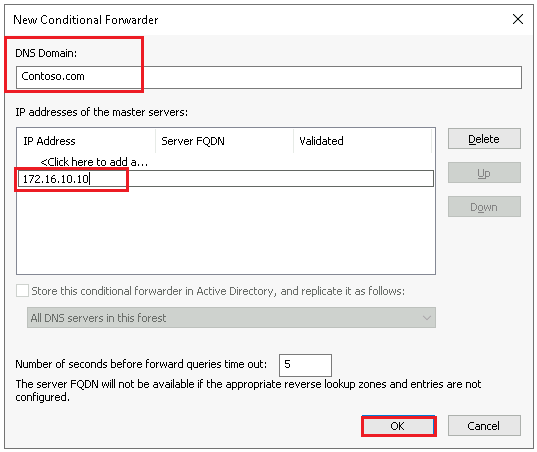 New Conditional Forwarder
DNS Domain:
Contoso.com
IP addresses of the master servers:
IP Address Server FQDN Validated
<Click here to add a...
172.16.10.10
Delete
Up
Down
Store this conditional forwarder in Active Directory, and replicate it as follows:
All DNS servers in this forest
Number of seconds before forward queries time out: 5
The server FQDN will not be available if the appropriate reverse lookup zones and entries are not
configured.
OK Cancel